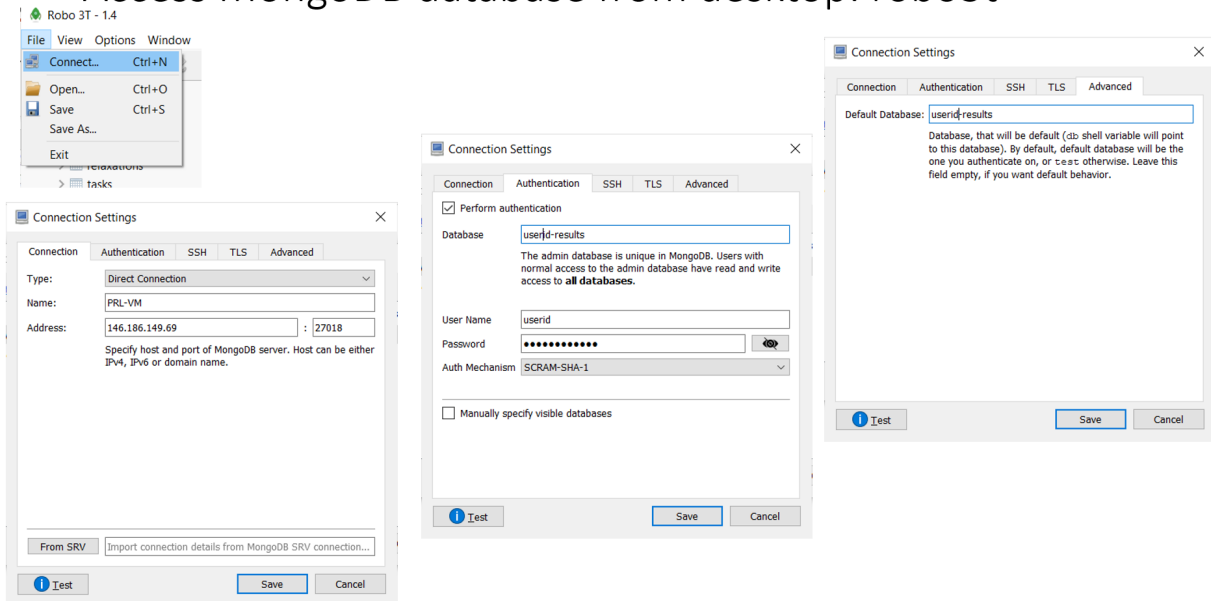 Access MongoDB database from desktop: robo3t
Robo 3T - 1.4
File View Options Window
Connect... Ctrl+N
Open... Ctrl+O
Save Ctrl+S
Save As...
Exit
relaxations
tasks
Connection Settings
Connection Authentication SSH TLS Advanced
Type: Direct Connection
Name: PRL-VM
Address: 146.186.149.69 : 27018
Specify host and port of MongoDB server. Host can be either
IPv4, IPv6 or domain name.
From SRV Import connection details from MongoDB SRV connection...
Test Save Cancel
Connection Settings
Connection Authentication SSH TLS Advanced
Perform authentication
Database userid-results
The admin database is unique in MongoDB. Users with
normal access to the admin database have read and write
access to all databases.
User Name userid
Password ●●●●●●●●●●●●
Auth Mechanism SCRAM-SHA-1
Manually specify visible databases
Test Save Cancel
Connection Settings
Connection Authentication SSH TLS Advanced
Default Database: userid-results
Database, that will be default (db shell variable will point
to this database). By default, default database will be the
one you authenticate on, or test otherwise. Leave this
field empty, if you want default behavior.
Test Save Cancel